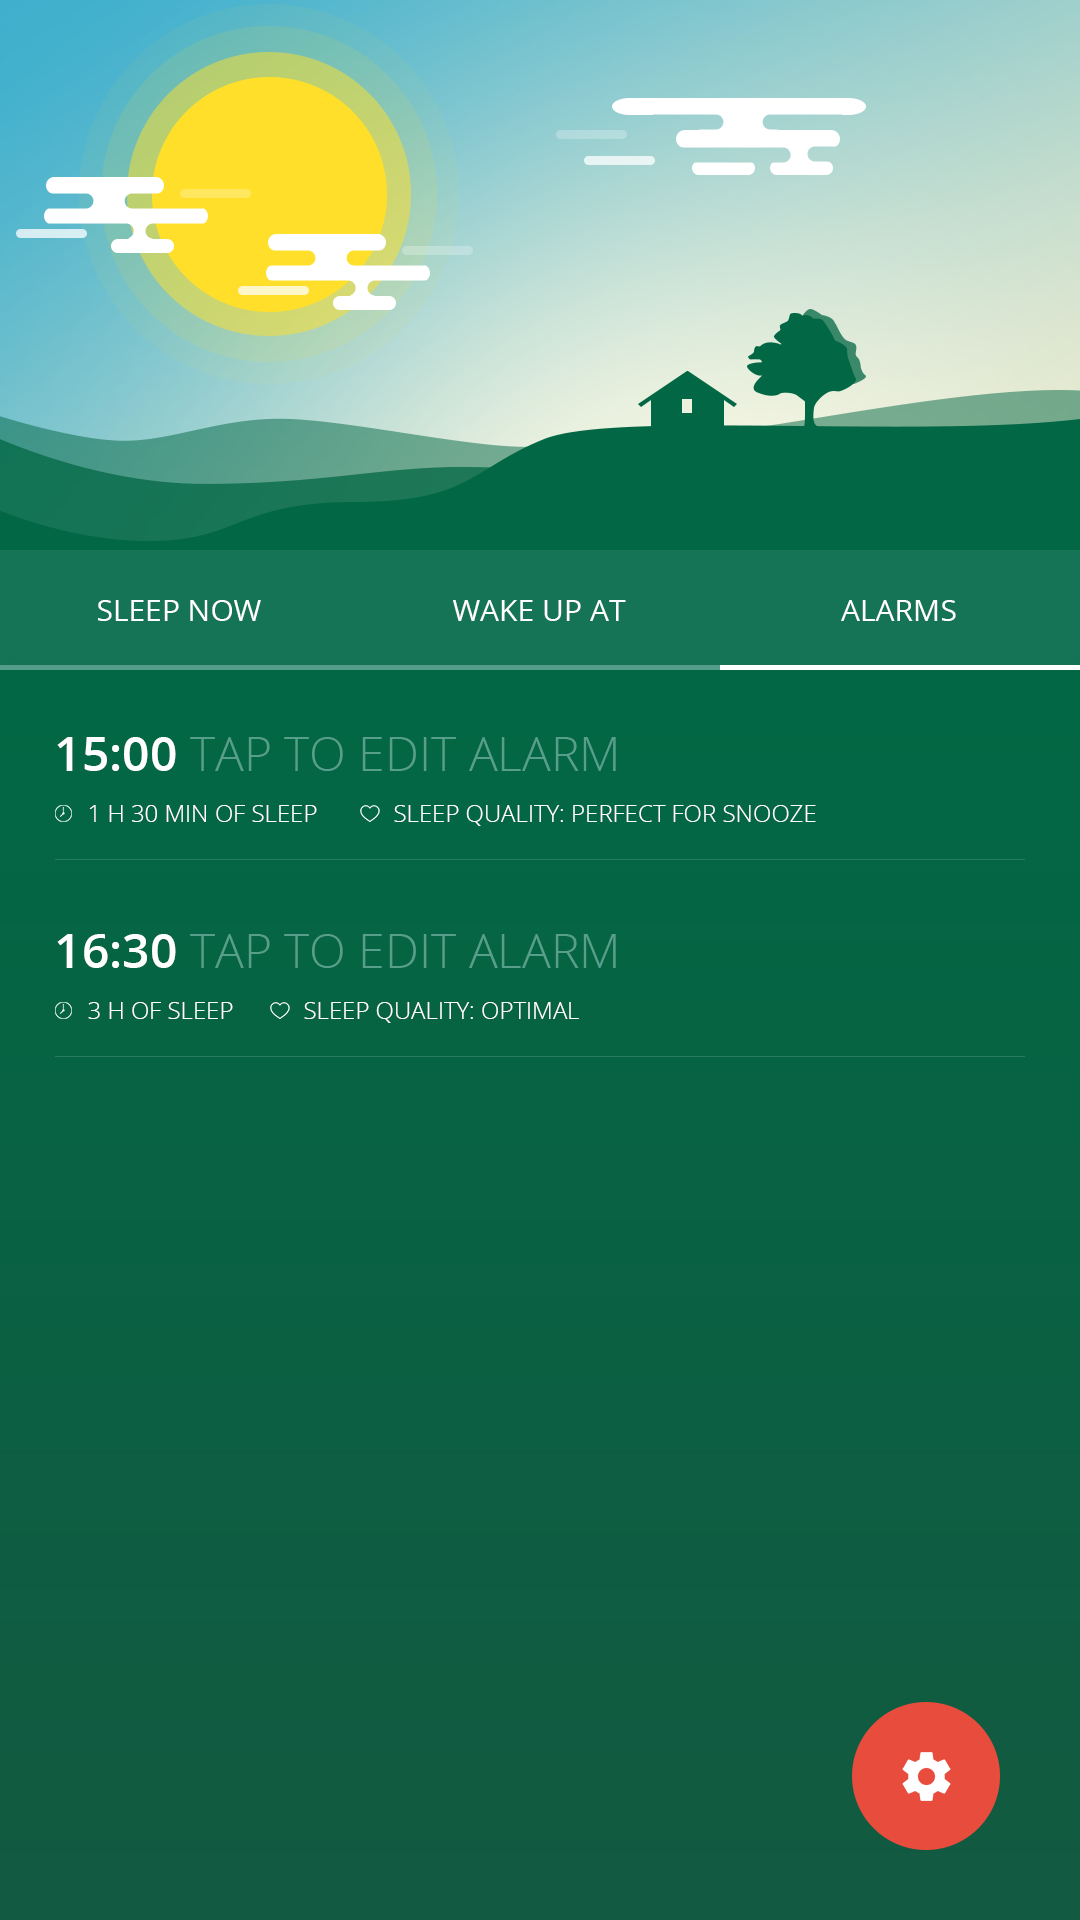 SLEEP NOW WAKE UP AT ALARMS
15:00 TAP TO EDIT ALARM
1 H 30 MIN OF SLEEP SLEEP QUALITY: PERFECT FOR SNOOZE
16:30 TAP TO EDIT ALARM
3 H OF SLEEP SLEEP QUALITY: OPTIMAL